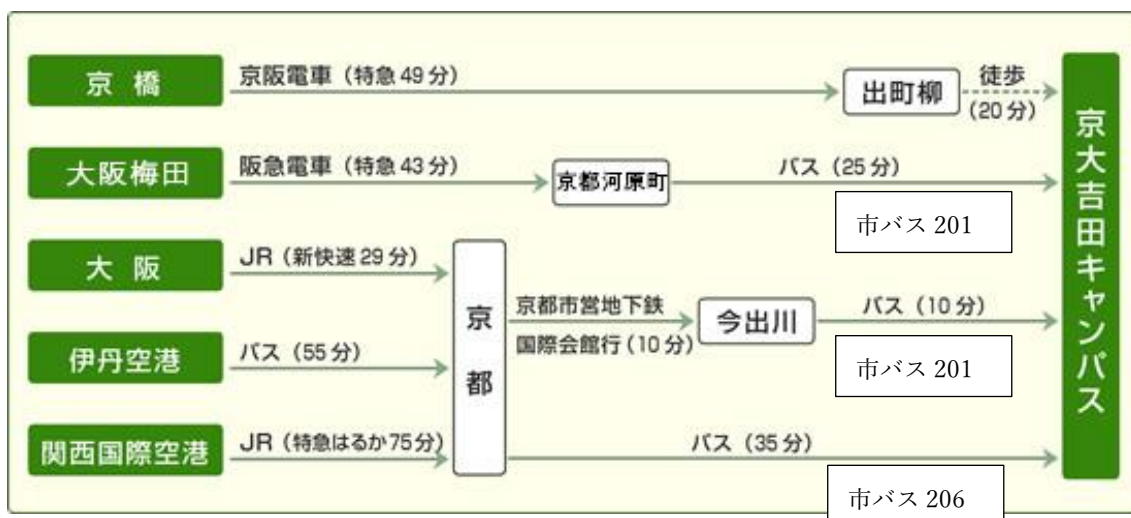 京橋
京阪電車（特急49分）
出町柳
徒歩
（20分）
大阪梅田
阪急電車（特急43分）
京都河原町
バス（25分）
市バス 201
大阪
JR（新快速29分）
伊丹空港
バス（55分）
関西国際空港
JR（特急はるか75分）
京都
京都市営地下鉄
国際会館行（10分）
今出川
バス（10分）
市バス 201
バス（35分）
市バス 206
京大吉田キャンパス